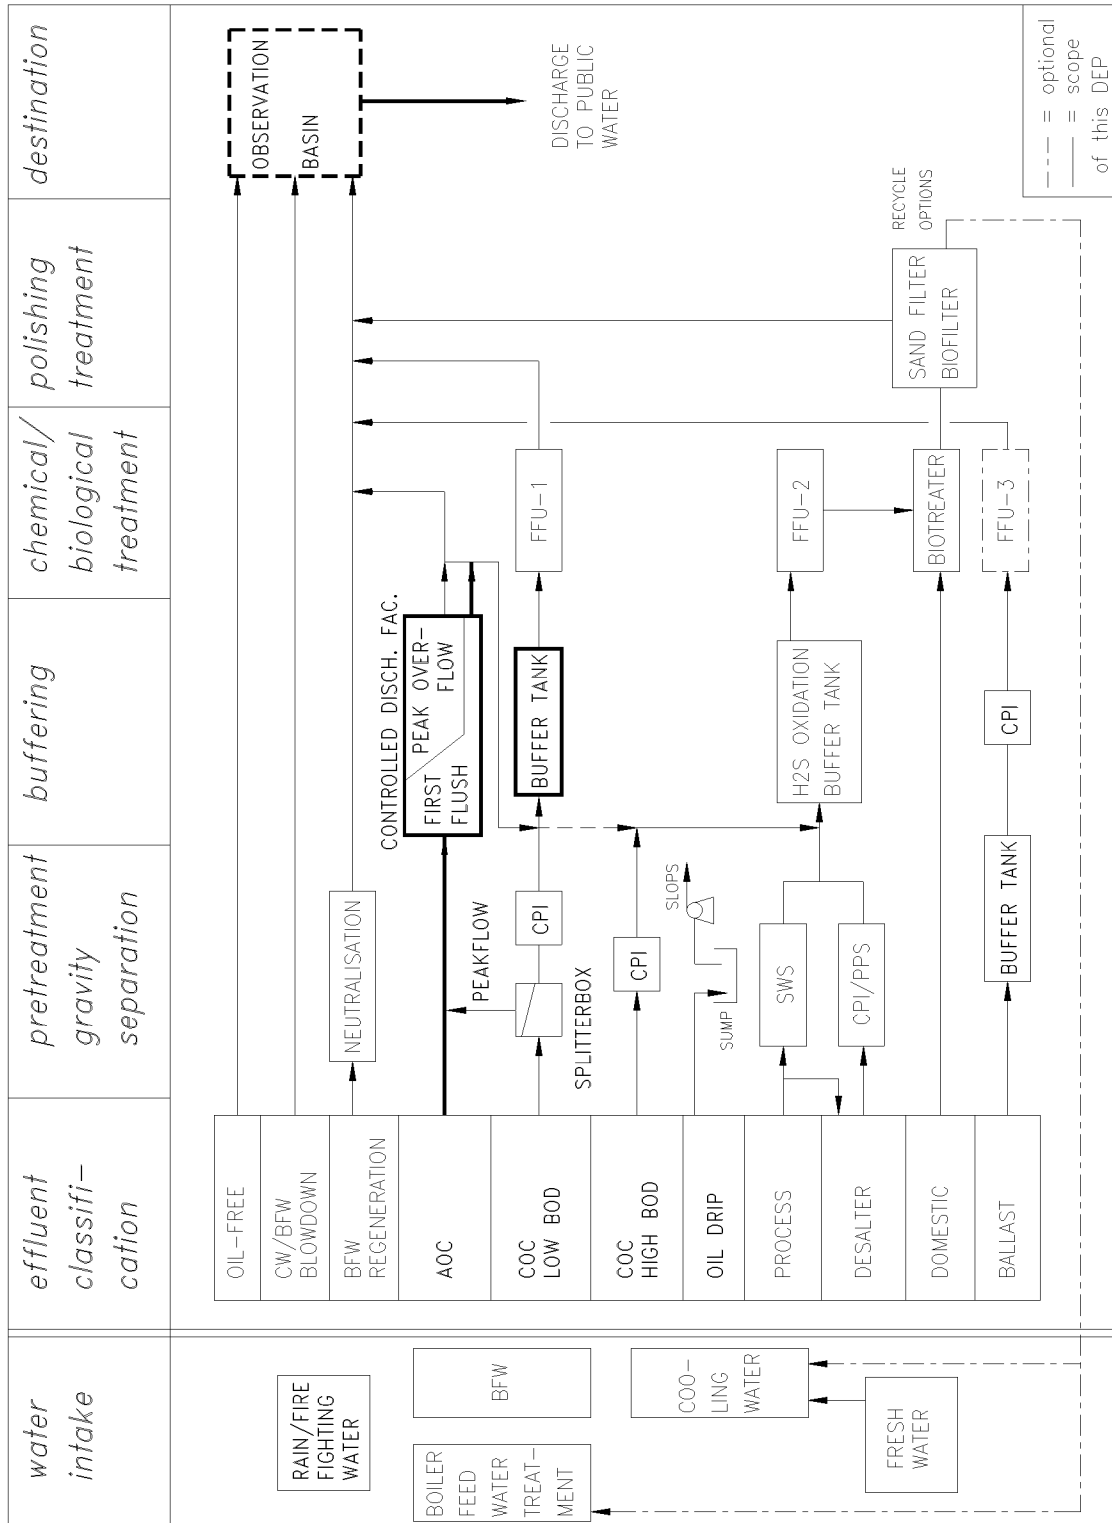 water
intake
effluent
classifi-
cation
pretreatment
gravity
separation
buffering
chemical/
biological
treatment
polishing
treatment
destination
RAIN/FIRE
FIGHTING
WATER
BOILER
FEED
WATER
TREAT-
MENT
BFW
COO-
LING
WATER
FRESH
WATER
OIL-FREE
CW/BFW
BLOWDOWN
BFW
REGENERATION
AOC
COC
LOW BOD
COC
HIGH BOD
OIL DRIP
PROCESS
DESALTER
DOMESTIC
BALLAST
NEUTRALISATION
PEAKFLOW
CPI
SPLITTERBOX
CPI
SLOPS
SUMP
SWS
CPI/PPS
BUFFER TANK
CONTROLLED DISCH. FAC.
FIRST
FLUSH
PEAK OVER-
FLOW
BUFFER TANK
H2S OXIDATION
BUFFER TANK
CPI
FFU-1
FFU-2
BIOTREATER
FFU-3
SAND FILTER
BIOFILTER
RECYCLE
OPTIONS
OBSERVATION
BASIN
DISCHARGE
TO PUBLIC
WATER
= optional
= scope
of this DEP